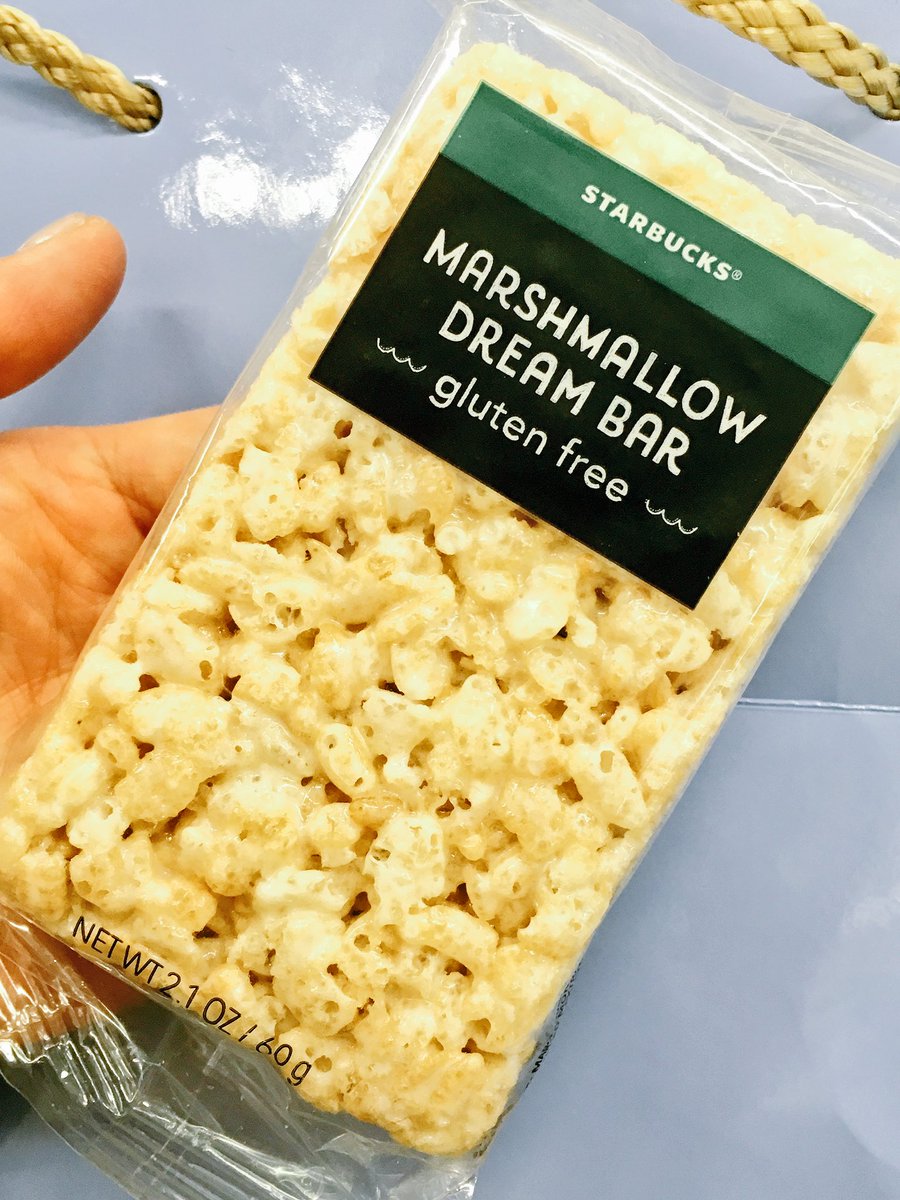 STARBUCKS®
MARSHMALLOW
DREAM BAR
gluten free
NET WT 2.1 OZ / 60 g